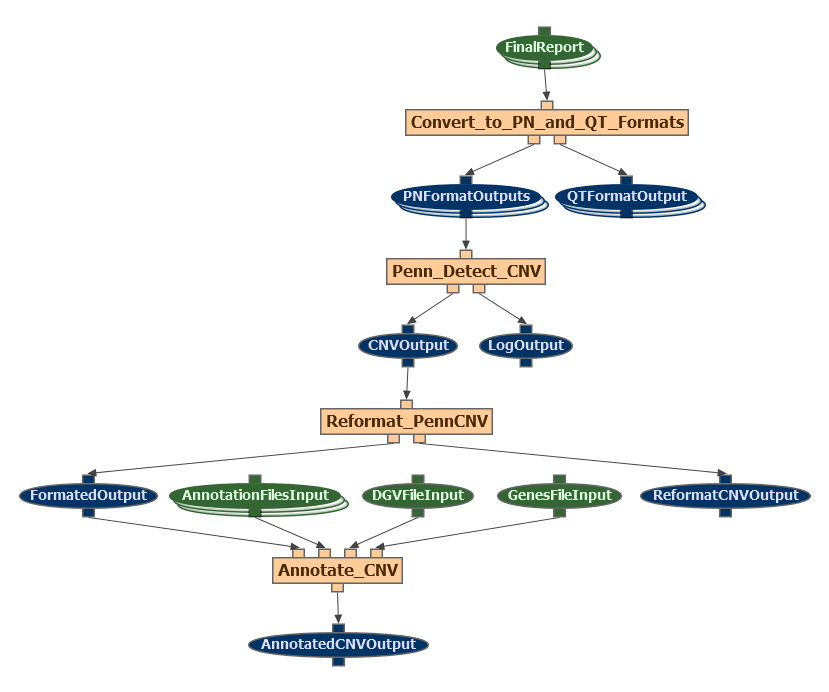 FinalReport
Convert_to_PN_and_QT_Formats
PNFormatOutputs
QTFormatOutput
Penn_Detect_CNV
CNVOutput
LogOutput
Reformat_PennCNV
FormatedOutput
AnnotationFilesInput
DGVFileInput
GenesFileInput
ReformatCNVOutput
Annotate_CNV
AnnotatedCNVOutput